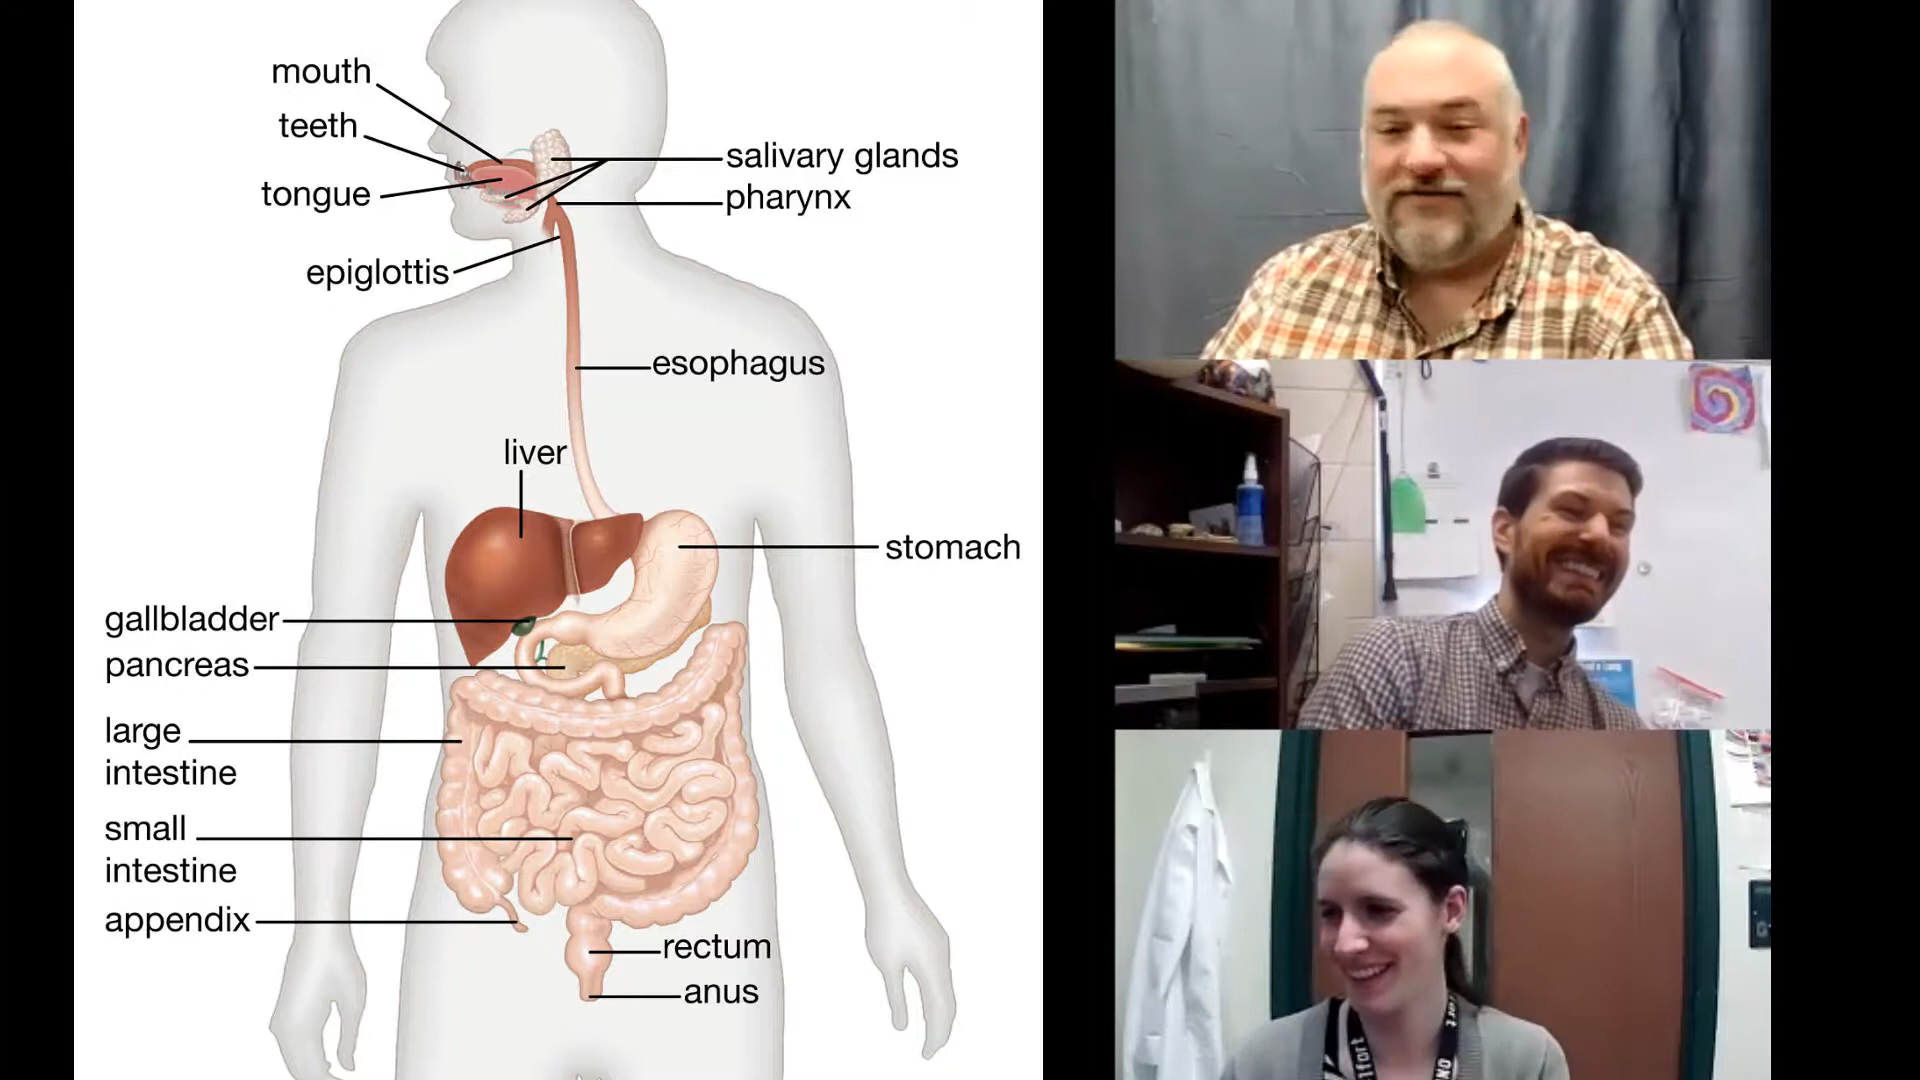 mouth
teeth
tongue
salivary glands
pharynx
epiglottis
esophagus
liver
stomach
gallbladder
pancreas
large
intestine
small
intestine
appendix
rectum
anus